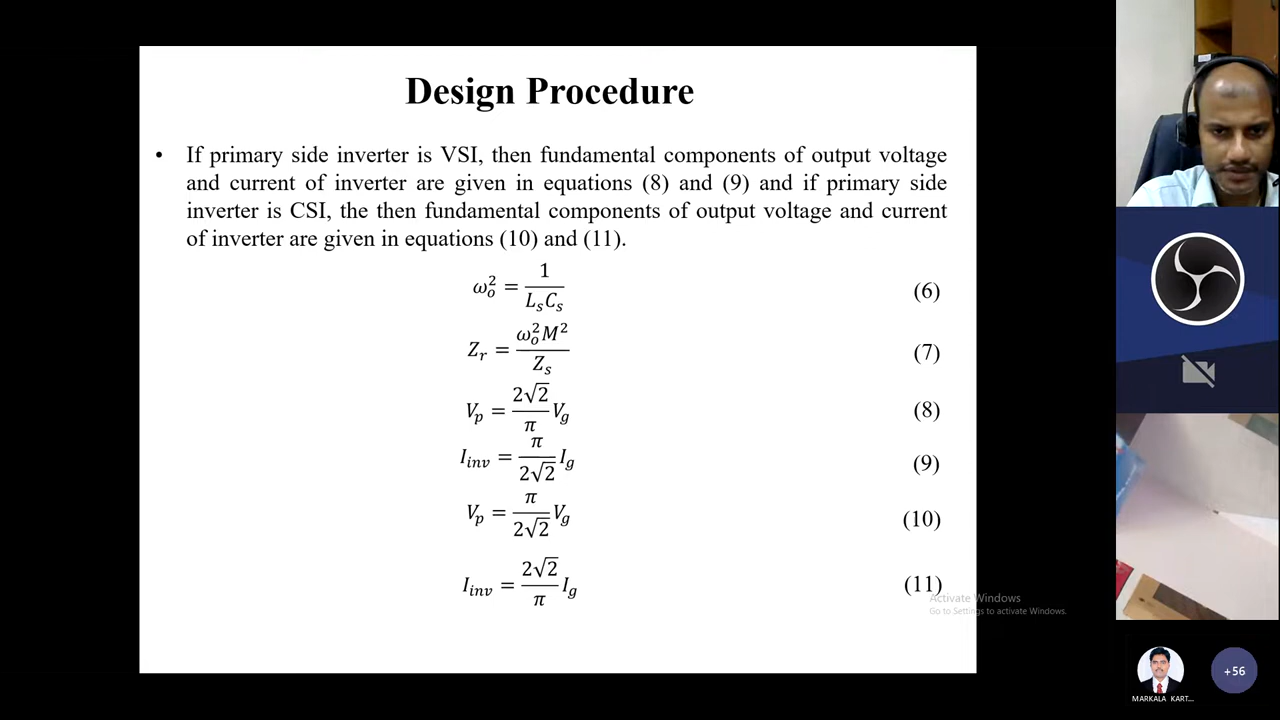 Design Procedure
• If primary side inverter is VSI, then fundamental components of output voltage
and current of inverter are given in equations (8) and (9) and if primary side
inverter is CSI, the then fundamental components of output voltage and current
of inverter are given in equations (10) and (11).
ω_o^2 = 1/(L_s C_s) (6)
Z_r = ω_o^2 M^2 / Z_s (7)
V_p = (2√2/π) V_g (8)
I_inv = (π/(2√2)) I_g (9)
V_p = (π/(2√2)) V_g (10)
I_inv = (2√2/π) I_g (11)
Activate Windows
Go to Settings to activate Windows.
MARKALA KART...
+56